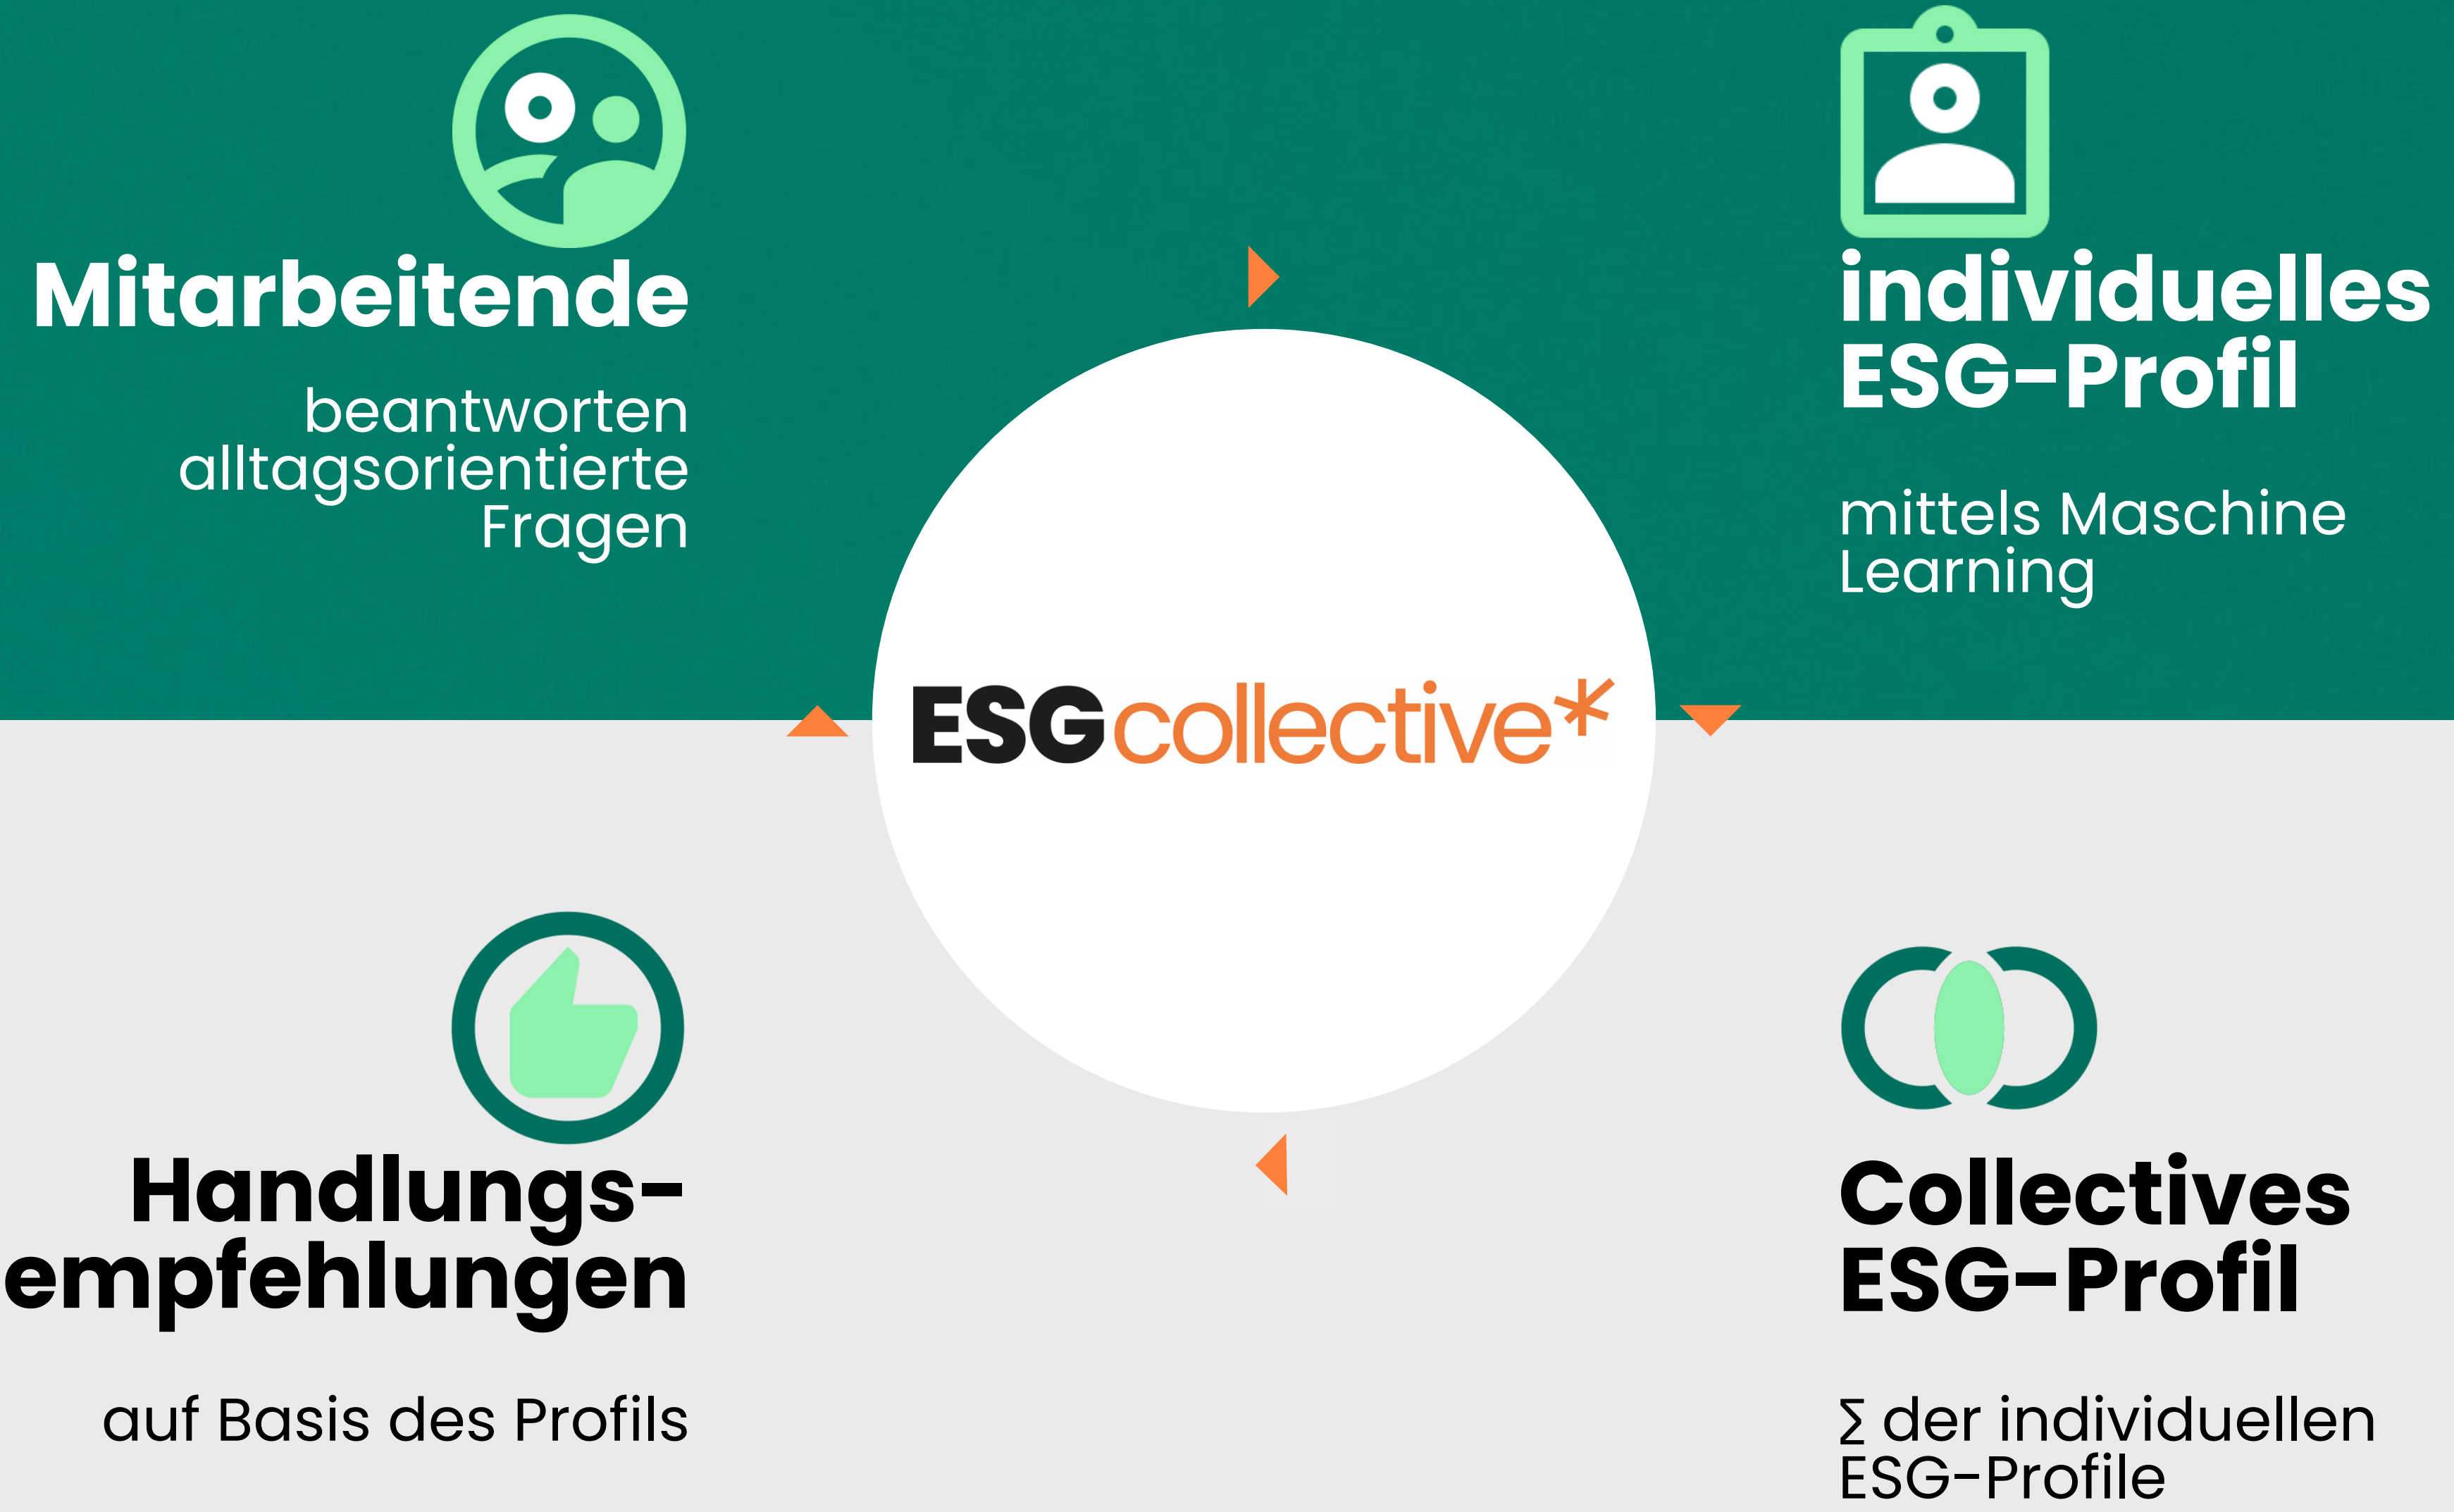 Mitarbeitende
beantworten
alltagsorientierte
Fragen
individuelles
ESG-Profil
mittels Maschine
Learning
ESGcollective*
Handlungs-
empfehlungen
auf Basis des Profils
Collectives
ESG-Profil
Σ der individuellen
ESG-Profile